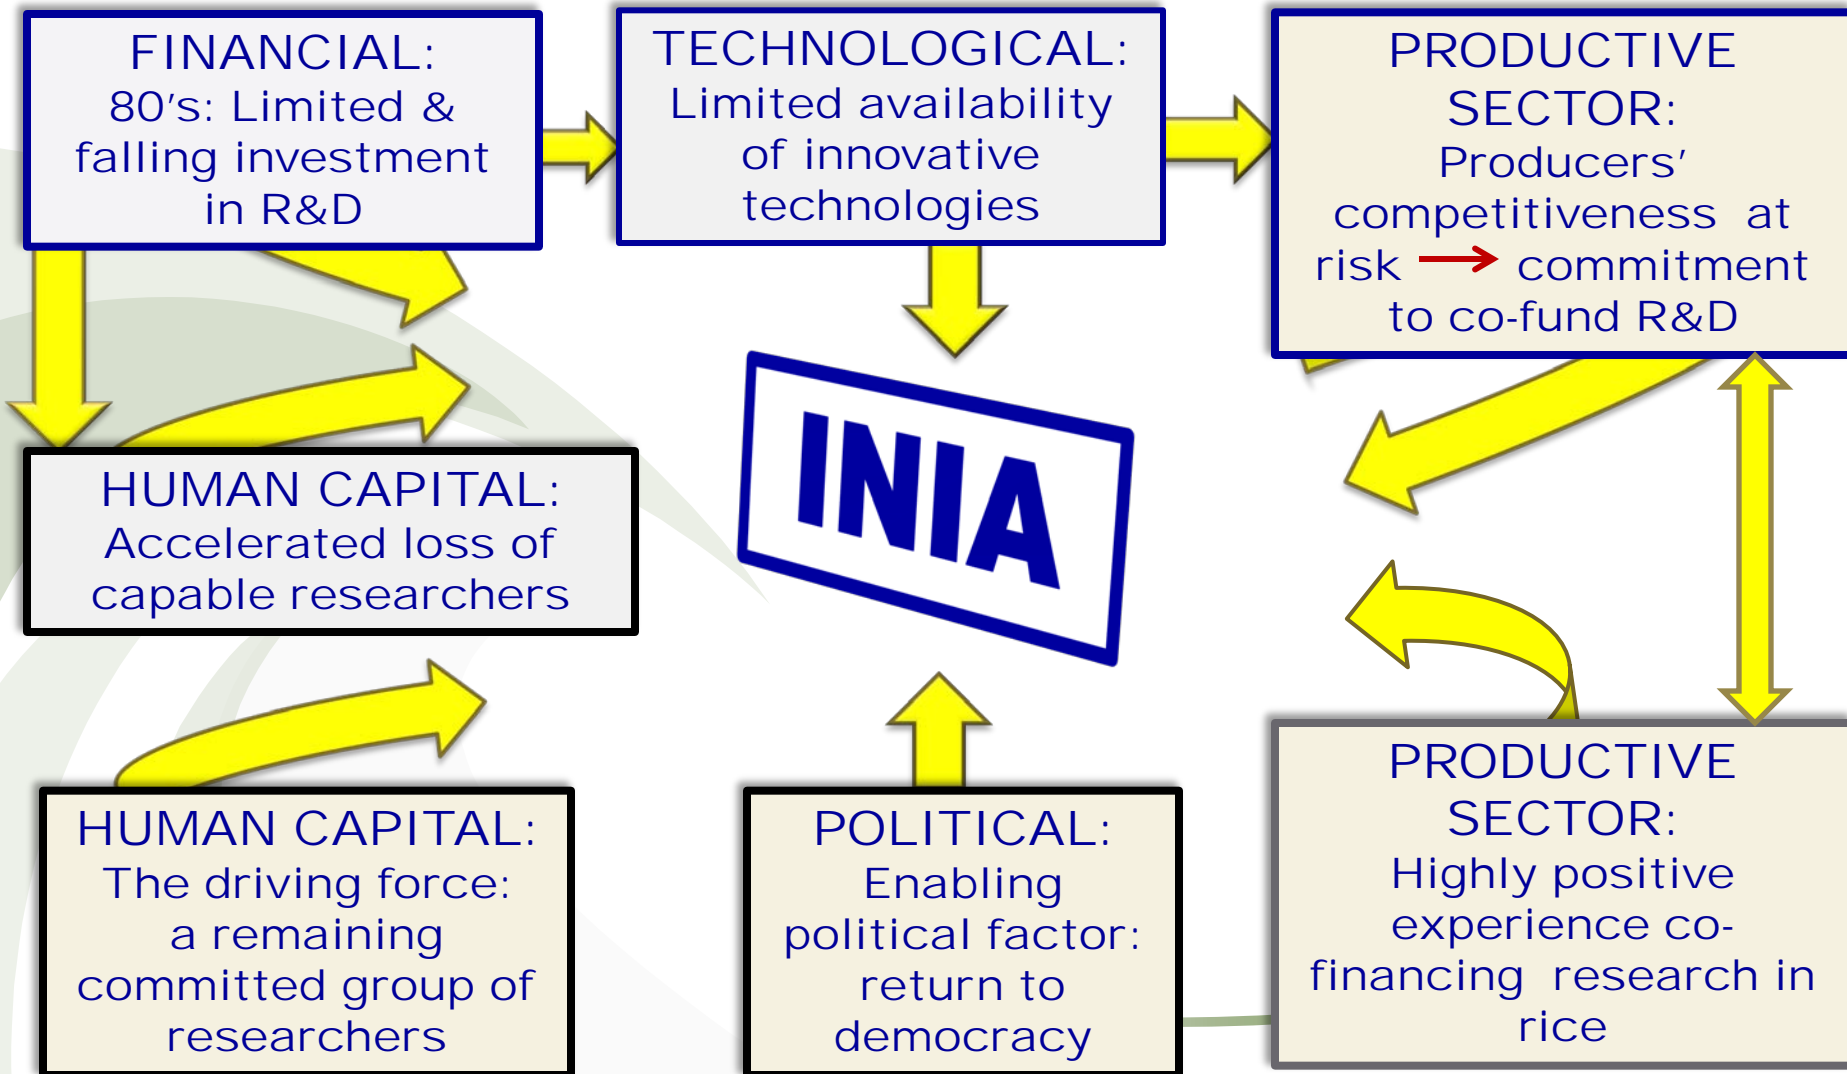 FINANCIAL:
80's: Limited &
falling investment
in R&D
TECHNOLOGICAL:
Limited availability
of innovative
technologies
PRODUCTIVE
SECTOR:
Producers'
competitiveness at
risk → commitment
to co-fund R&D
HUMAN CAPITAL:
Accelerated loss of
capable researchers
INIA
HUMAN CAPITAL:
The driving force:
a remaining
committed group of
researchers
POLITICAL:
Enabling
political factor:
return to
democracy
PRODUCTIVE
SECTOR:
Highly positive
experience co-
financing research in
rice